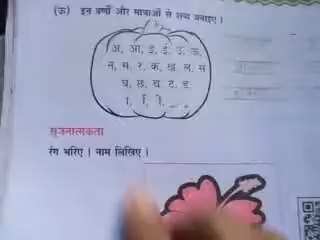 (ऊ) इन वर्णों और मात्राओं से शब्द बनाइए ।
अ, आ, इ, ई, उ, ऊ,
न, म, र, क, ख, ल, स
घ, छ, च, ट, ड,
ा, ि, ी, ु, ू
सृजनात्मकता
रंग भरिए । नाम लिखिए ।